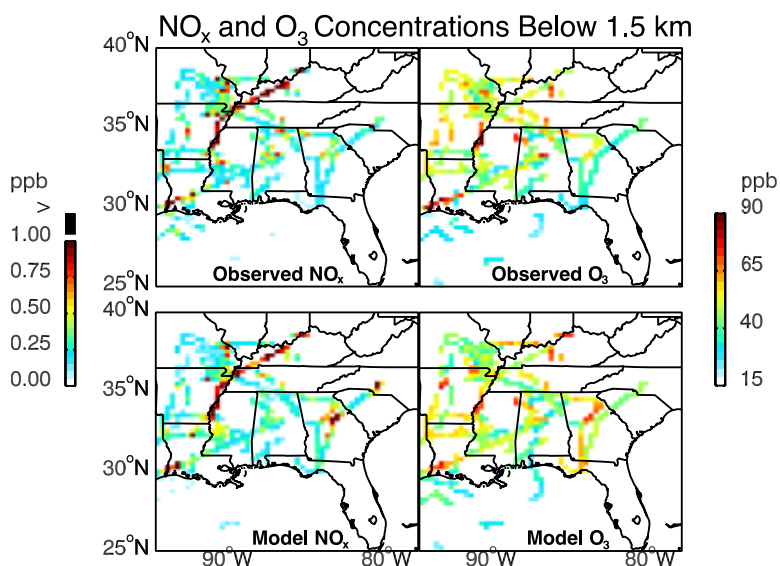 NOₓ and O₃ Concentrations Below 1.5 km
40°N
35°N
30°N
25°N
Observed NOₓ
Observed O₃
ppb
>
1.00
0.75
0.50
0.25
0.00
ppb
90
65
40
15
40°N
35°N
30°N
25°N
Model NOₓ
Model O₃
90°W
80°W
90°W
80°W